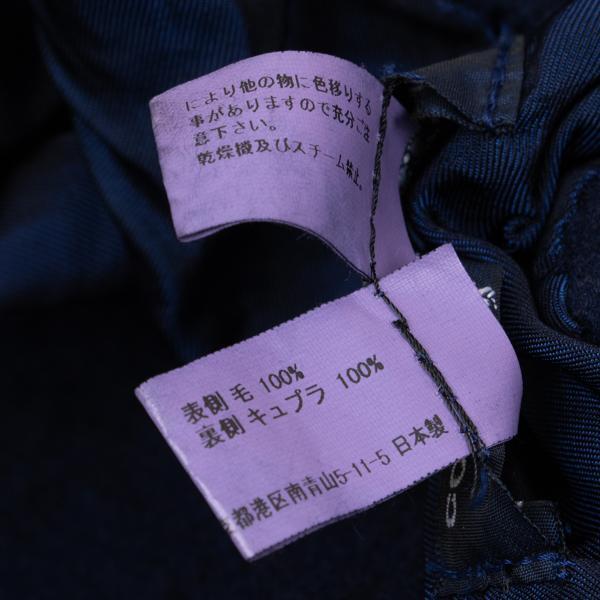 により他の物に色移りする
事がありますので充分ご注
意下さい。
乾燥機及びスチーム禁止。
表側 毛 100%
裏側 キュプラ 100%
都港区南青山5-11-5 日本製